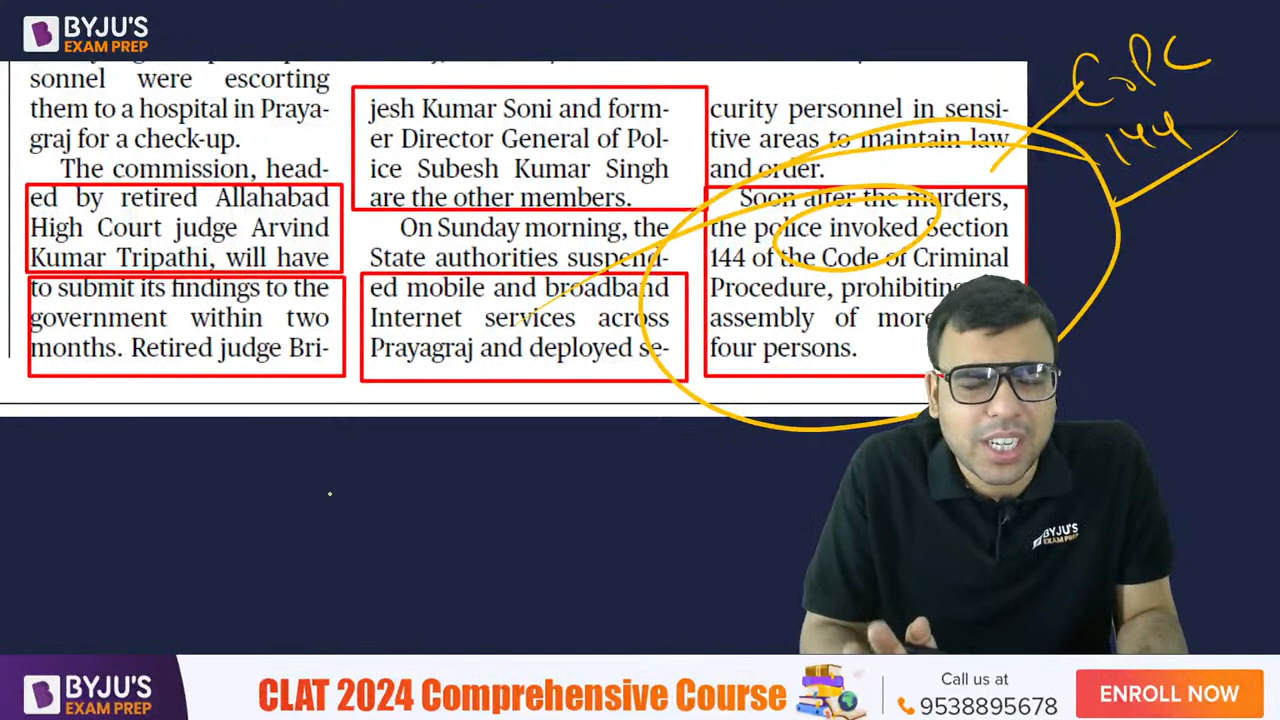 BYJU'S
EXAM PREP
sonnel were escorting
them to a hospital in Praya-
graj for a check-up.
The commission, head-
ed by retired Allahabad
High Court judge Arvind
Kumar Tripathi, will have
to submit its findings to the
government within two
months. Retired judge Bri-
jesh Kumar Soni and form-
er Director General of Pol-
ice Subesh Kumar Singh
are the other members.
On Sunday morning, the
State authorities suspend-
ed mobile and broadband
Internet services across
Prayagraj and deployed se-
curity personnel in sensi-
tive areas to maintain law
and order.
Soon after the murders,
the police invoked Section
144 of the Code of Criminal
Procedure, prohibiting
assembly of more
four persons.
CrPC
144
BYJU'S
EXAM PREP
BYJU'S
EXAM PREP
CLAT 2024 Comprehensive Course
Call us at
9538895678
ENROLL NOW